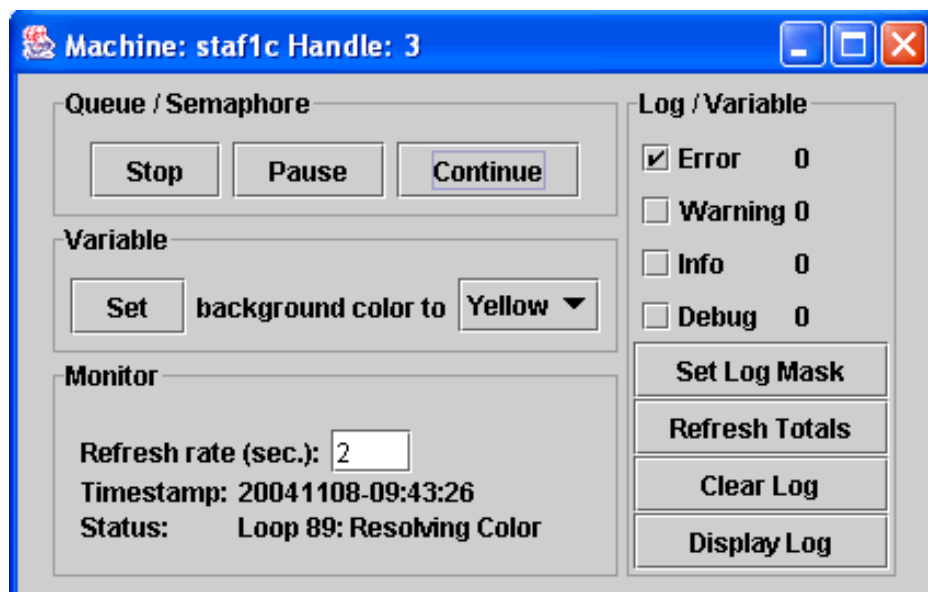 Machine: staf1c Handle: 3
Queue / Semaphore
Stop Pause Continue
Variable
Set background color to Yellow
Monitor
Refresh rate (sec.): 2
Timestamp: 20041108-09:43:26
Status: Loop 89: Resolving Color
Log / Variable
Error 0
Warning 0
Info 0
Debug 0
Set Log Mask
Refresh Totals
Clear Log
Display Log